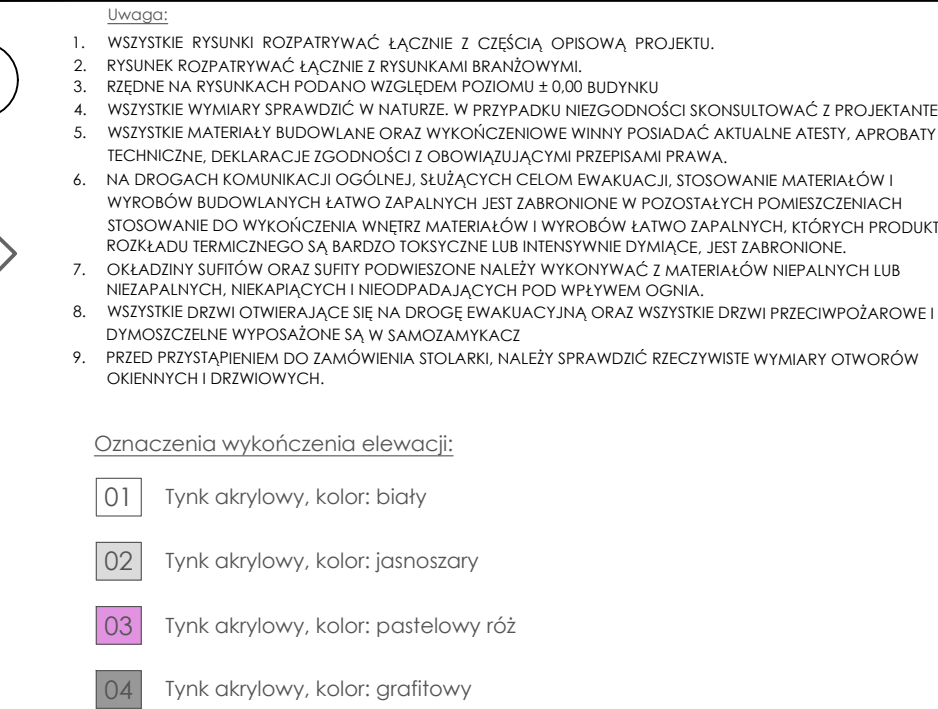 Uwaga:
1. WSZYSTKIE RYSUNKI ROZPATRYWAĆ ŁĄCZNIE Z CZĘŚCIĄ OPISOWĄ PROJEKTU.
2. RYSUNEK ROZPATRYWAĆ ŁĄCZNIE Z RYSUNKAMI BRANŻOWYMI.
3. RZĘDNE NA RYSUNKACH PODANO WZGLĘDEM POZIOMU ± 0,00 BUDYNKU
4. WSZYSTKIE WYMIARY SPRAWDZIĆ W NATURZE. W PRZYPADKU NIEZGODNOŚCI SKONSULTOWAĆ Z PROJEKTANTE
5. WSZYSTKIE MATERIAŁY BUDOWLANE ORAZ WYKOŃCZENIOWE WINNY POSIADAĆ AKTUALNE ATESTY, APROBATY
TECHNICZNE, DEKLARACJE ZGODNOŚCI Z OBOWIĄZUJĄCYMI PRZEPISAMI PRAWA.
6. NA DROGACH KOMUNIKACJI OGÓLNEJ, SŁUŻĄCYCH CELOM EWAKUACJI, STOSOWANIE MATERIAŁÓW I
WYROBÓW BUDOWLANYCH ŁATWO ZAPALNYCH JEST ZABRONIONE W POZOSTAŁYCH POMIESZCZENIACH
STOSOWANIE DO WYKOŃCZENIA WNĘTRZ MATERIAŁÓW I WYROBÓW ŁATWO ZAPALNYCH, KTÓRYCH PRODUKT
ROZKŁADU TERMICZNEGO SĄ BARDZO TOKSYCZNE LUB INTENSYWNIE DYMIĄCE, JEST ZABRONIONE.
7. OKŁADZINY SUFITÓW ORAZ SUFITY PODWIESZONE NALEŻY WYKONYWAĆ Z MATERIAŁÓW NIEPALNYCH LUB
NIEZAPALNYCH, NIEKAPIĄCYCH I NIEODPADAJĄCYCH POD WPŁYWEM OGNIA.
8. WSZYSTKIE DRZWI OTWIERAJĄCE SIĘ NA DROGĘ EWAKUACYJNĄ ORAZ WSZYSTKIE DRZWI PRZECIWPOŻAROWE I
DYMOSZCZELNE WYPOSAŻONE SĄ W SAMOZAMYKACZ
9. PRZED PRZYSTĄPIENIEM DO ZAMÓWIENIA STOLARKI, NALEŻY SPRAWDZIĆ RZECZYWISTE WYMIARY OTWORÓW
OKIENNYCH I DRZWIOWYCH.
Oznaczenia wykończenia elewacji:
01 Tynk akrylowy, kolor: biały
02 Tynk akrylowy, kolor: jasnoszary
03 Tynk akrylowy, kolor: pastelowy róż
04 Tynk akrylowy, kolor: grafitowy